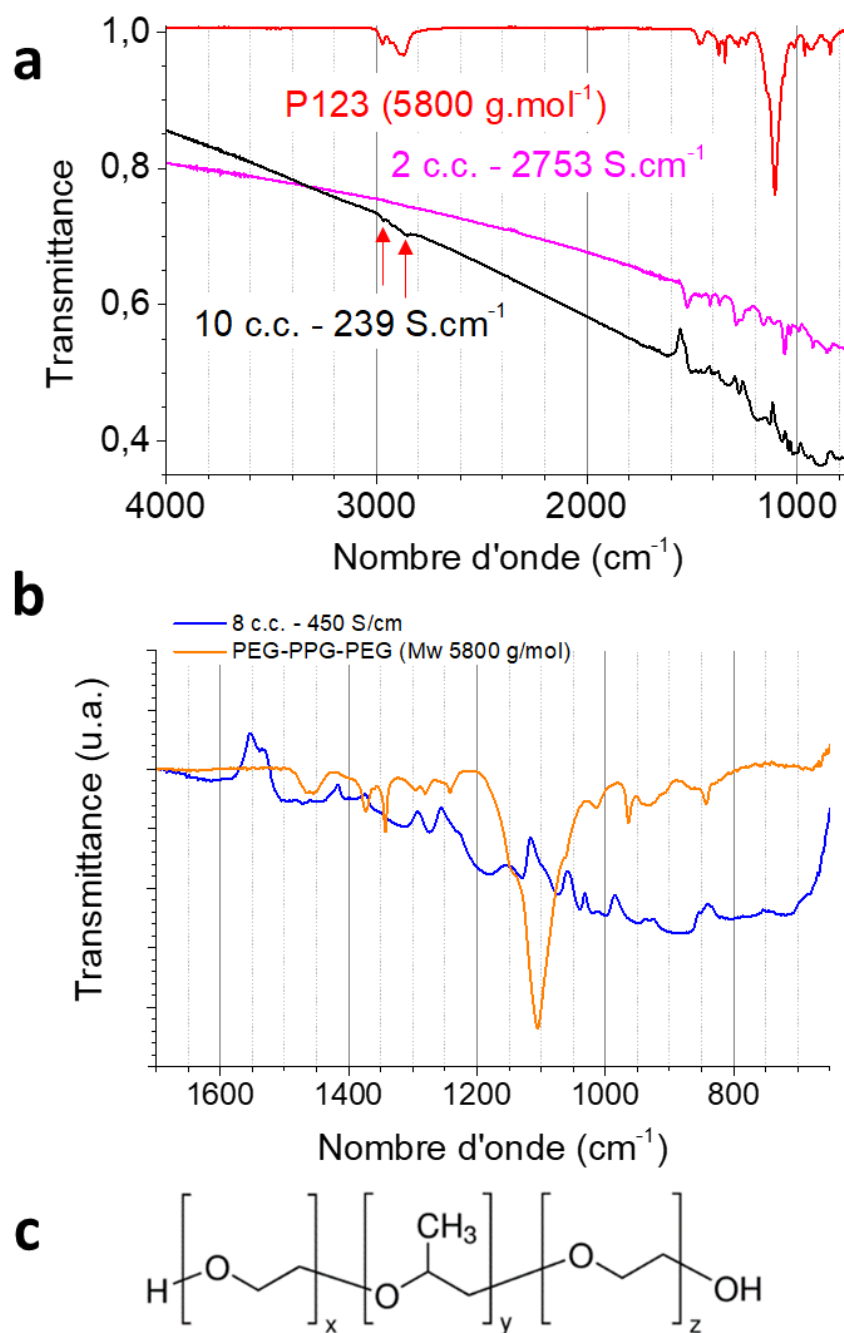 a
1,0
0,8
0,6
0,4
Transmittance
P123 (5800 g.mol⁻¹)
2 c.c. - 2753 S.cm⁻¹
10 c.c. - 239 S.cm⁻¹
4000 3000 2000 1000
Nombre d'onde (cm⁻¹)
b
8 c.c. - 450 S/cm
PEG-PPG-PEG (Mw 5800 g/mol)
Transmittance (u.a.)
1600 1400 1200 1000 800
Nombre d'onde (cm⁻¹)
c
CH₃
H O O O OH
x y z